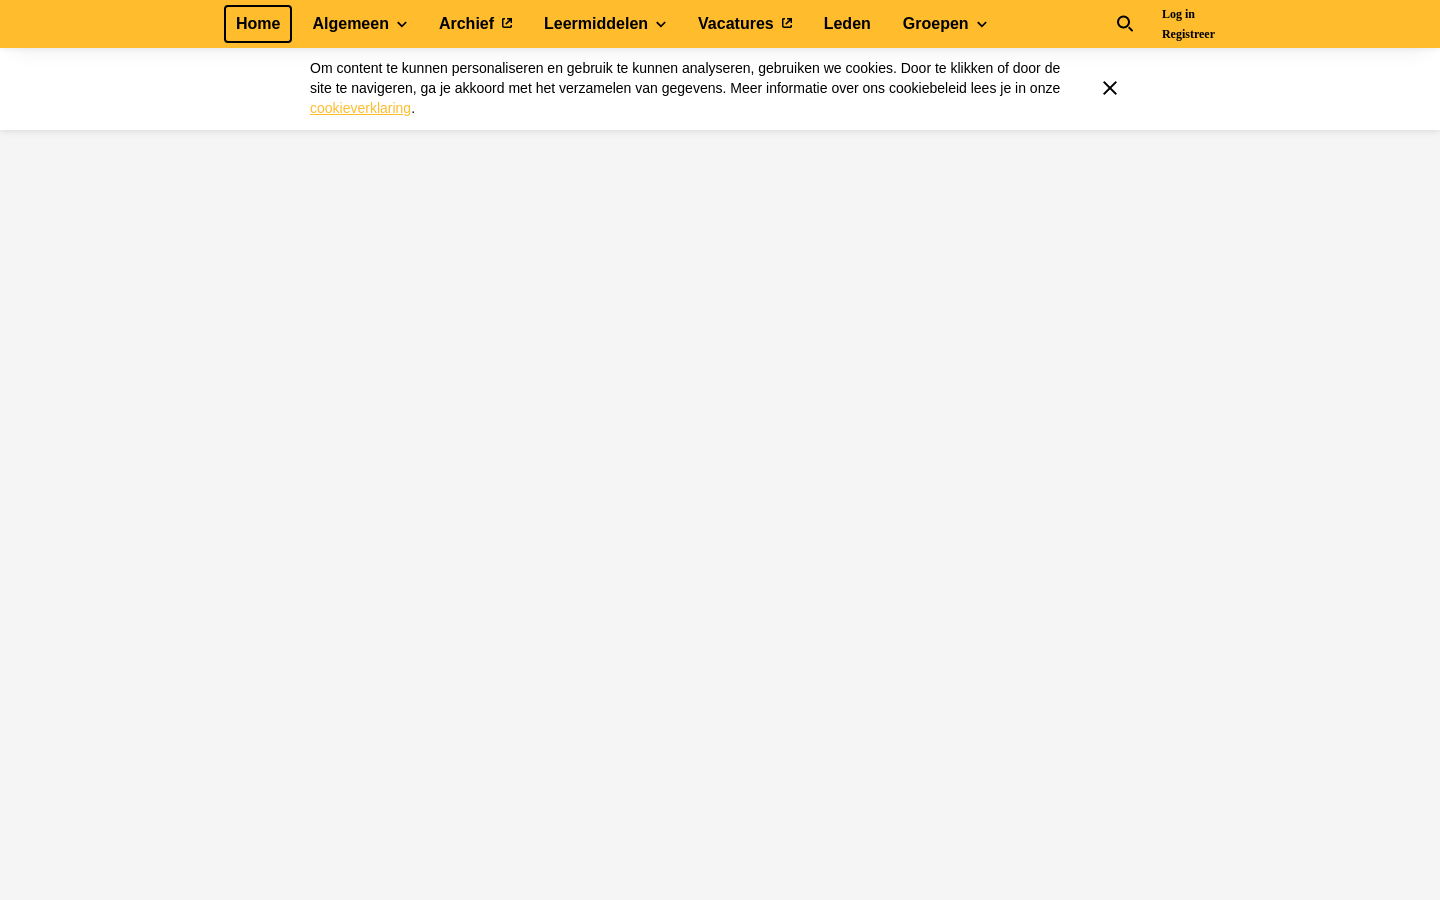 Home Algemeen Archief Leermiddelen Vacatures Leden Groepen
Log in
Registreer
Om content te kunnen personaliseren en gebruik te kunnen analyseren, gebruiken we cookies. Door te klikken of door de
site te navigeren, ga je akkoord met het verzamelen van gegevens. Meer informatie over ons cookiebeleid lees je in onze
cookieverklaring.